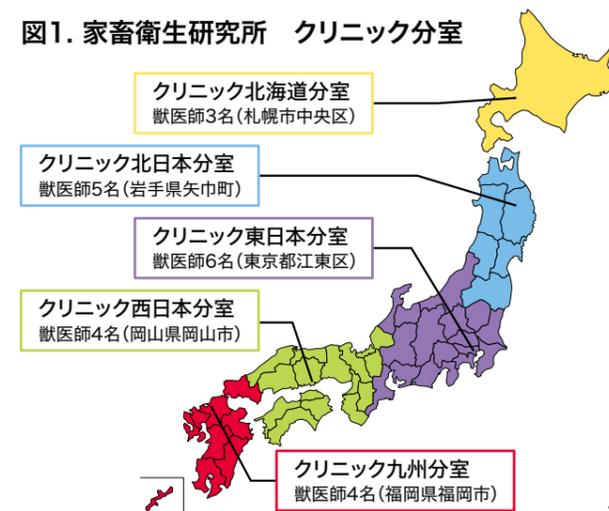 図1. 家畜衛生研究所　クリニック分室
クリニック北海道分室
獣医師3名（札幌市中央区）
クリニック北日本分室
獣医師5名（岩手県矢巾町）
クリニック東日本分室
獣医師6名（東京都江東区）
クリニック西日本分室
獣医師4名（岡山県岡山市）
クリニック九州分室
獣医師4名（福岡県福岡市）